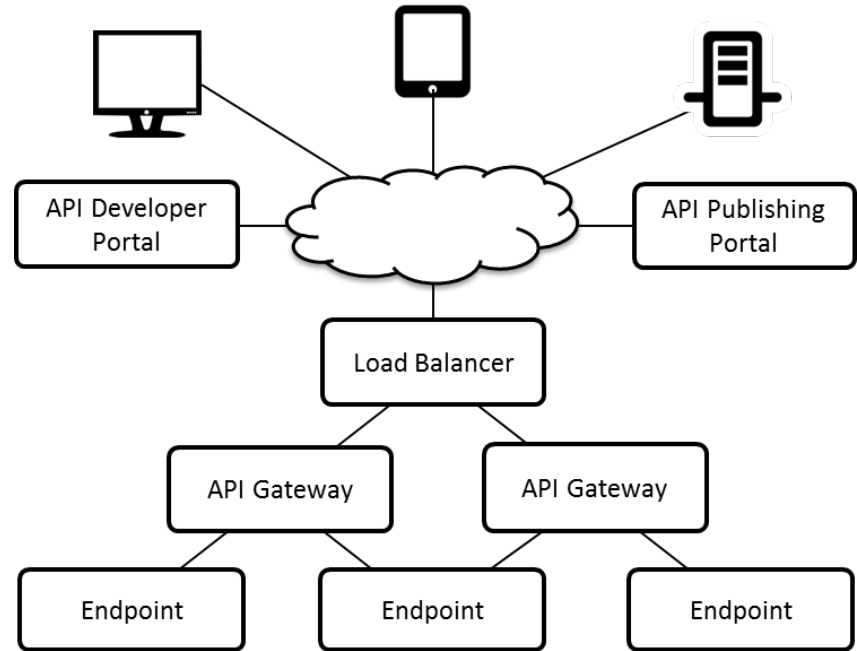 API Developer
Portal
API Publishing
Portal
Load Balancer
API Gateway
API Gateway
Endpoint
Endpoint
Endpoint